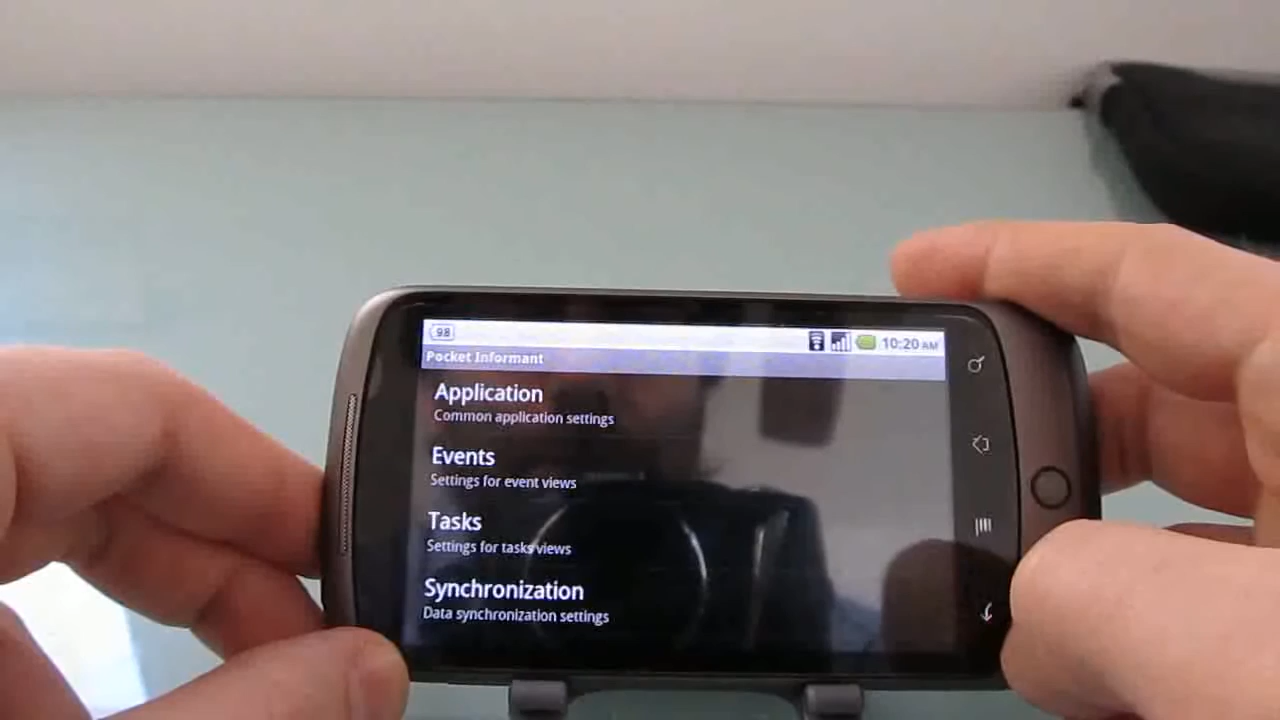 98
10:20 AM
Pocket Informant
Application
Common application settings
Events
Settings for event views
Tasks
Settings for tasks views
Synchronization
Data synchronization settings